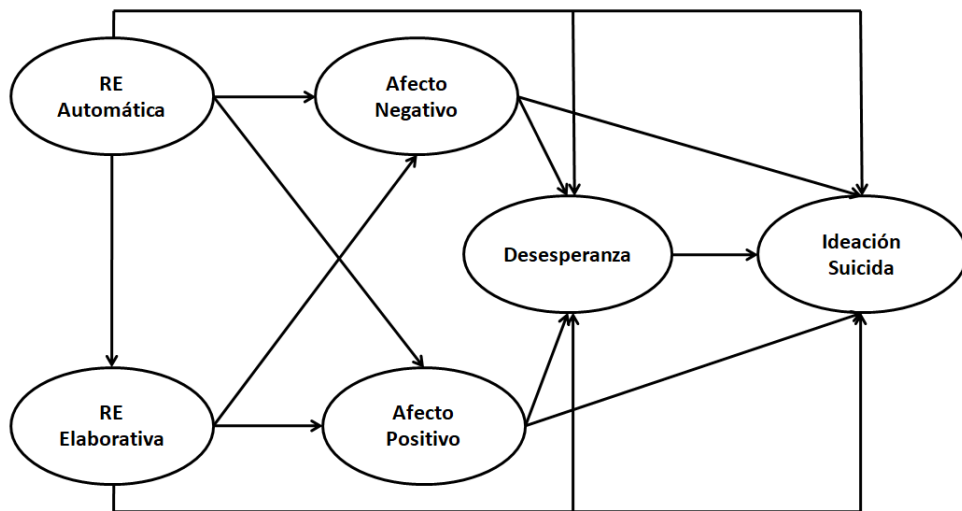 RE
Automática
Afecto
Negativo
Desesperanza
Ideación
Suicida
RE
Elaborativa
Afecto
Positivo